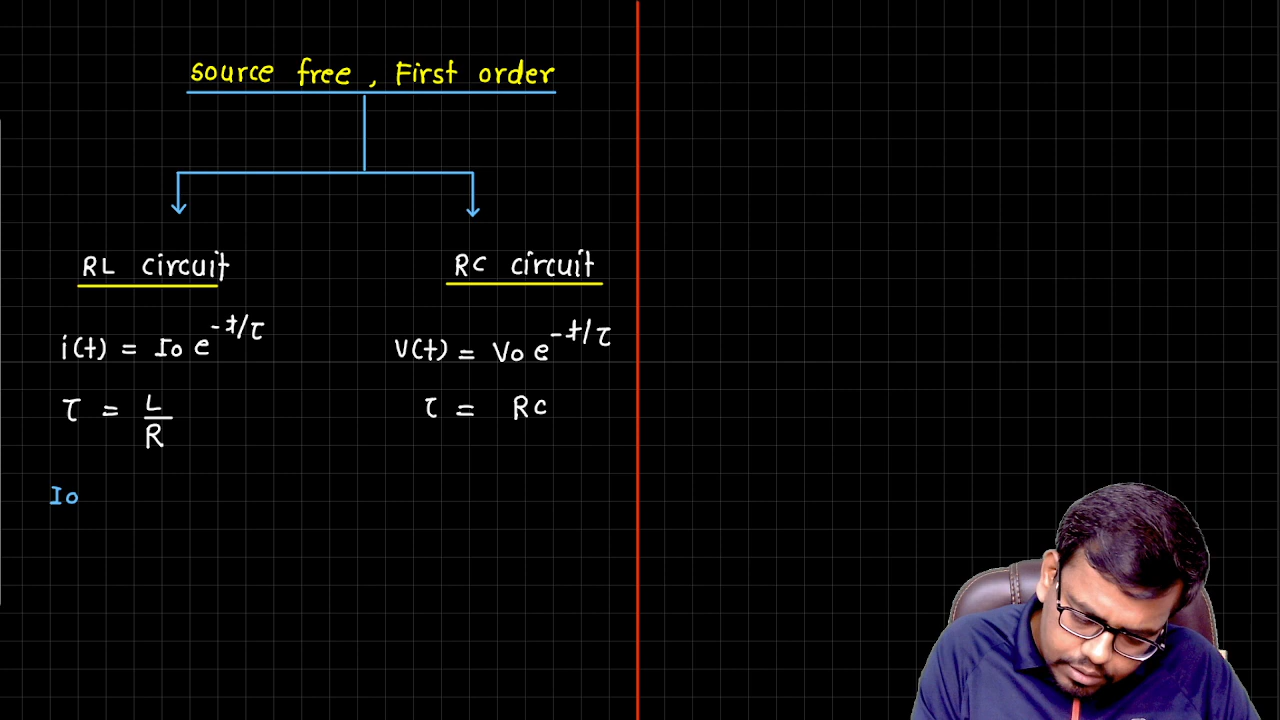 source free, First order
RL circuit
i(t) = Io e^-t/τ
τ = L/R
Io
RC circuit
V(t) = Vo e^-t/τ
τ = RC